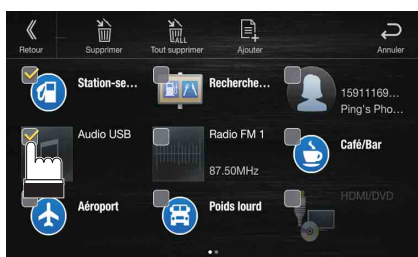 Retour
Supprimer
ALL
Tout supprimer
Ajouter
Annuler
Station-se...
Recherche...
15911169...
Ping's Pho...
Audio USB
Radio FM 1
87.50MHz
Café/Bar
Aéroport
Poids lourd
HDMI/DVD